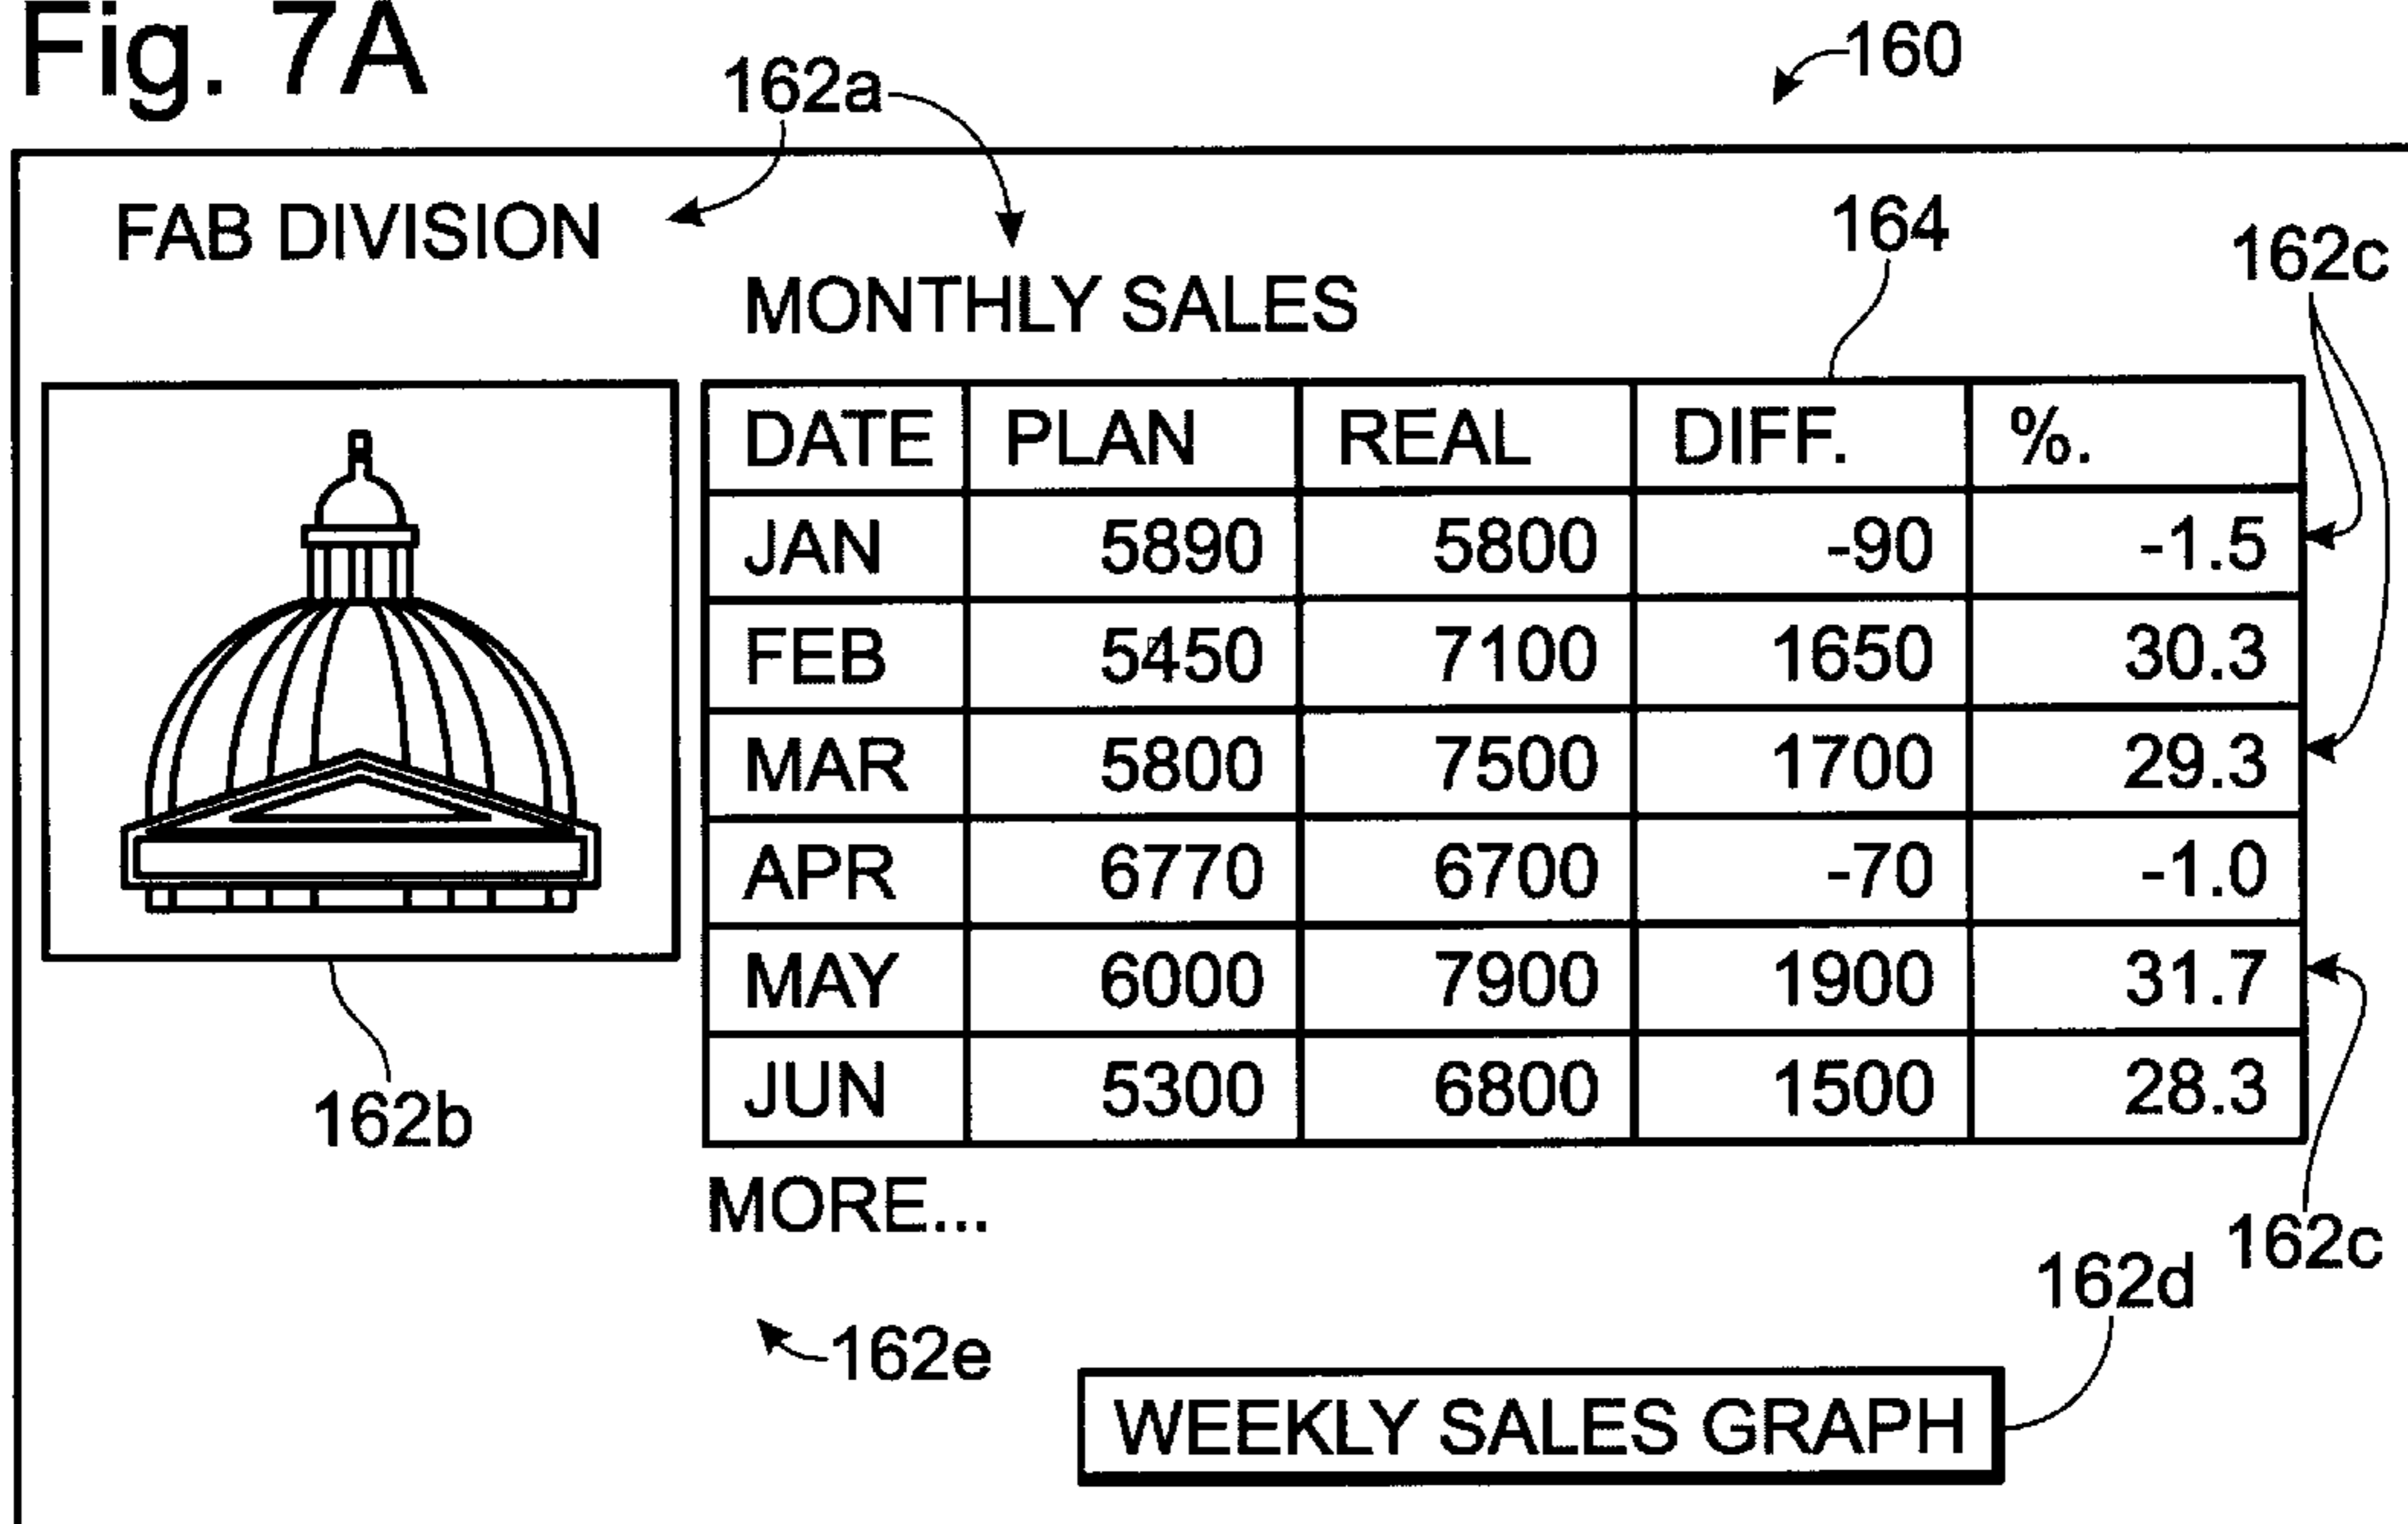 Fig. 7A
162a
160
FAB DIVISION
164
162c
MONTHLY SALES
DATE PLAN REAL DIFF. %.
JAN 5890 5800 -90 -1.5
FEB 5450 7100 1650 30.3
MAR 5800 7500 1700 29.3
APR 6770 6700 -70 -1.0
MAY 6000 7900 1900 31.7
JUN 5300 6800 1500 28.3
162b
MORE...
162c
162d
162e
WEEKLY SALES GRAPH